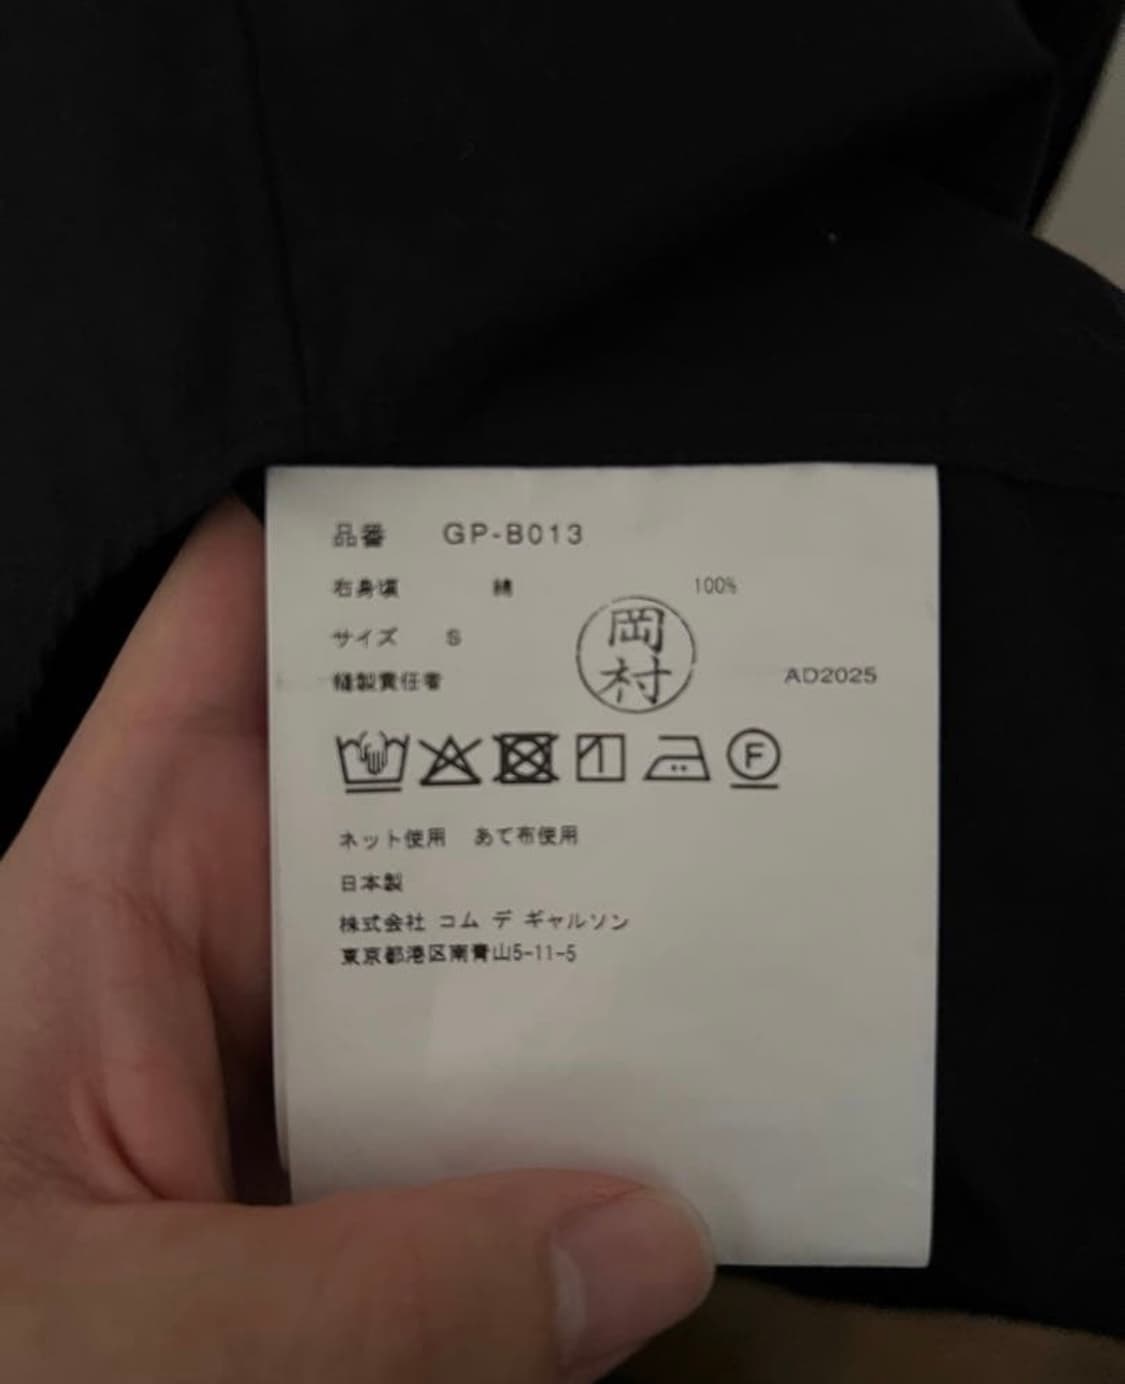 品番 GP-B013
右身頃 綿 100%
サイズ S
岡村
縫製責任者 AD2025
F
ネット使用 あて布使用
日本製
株式会社 コム デ ギャルソン
東京都港区南青山5-11-5